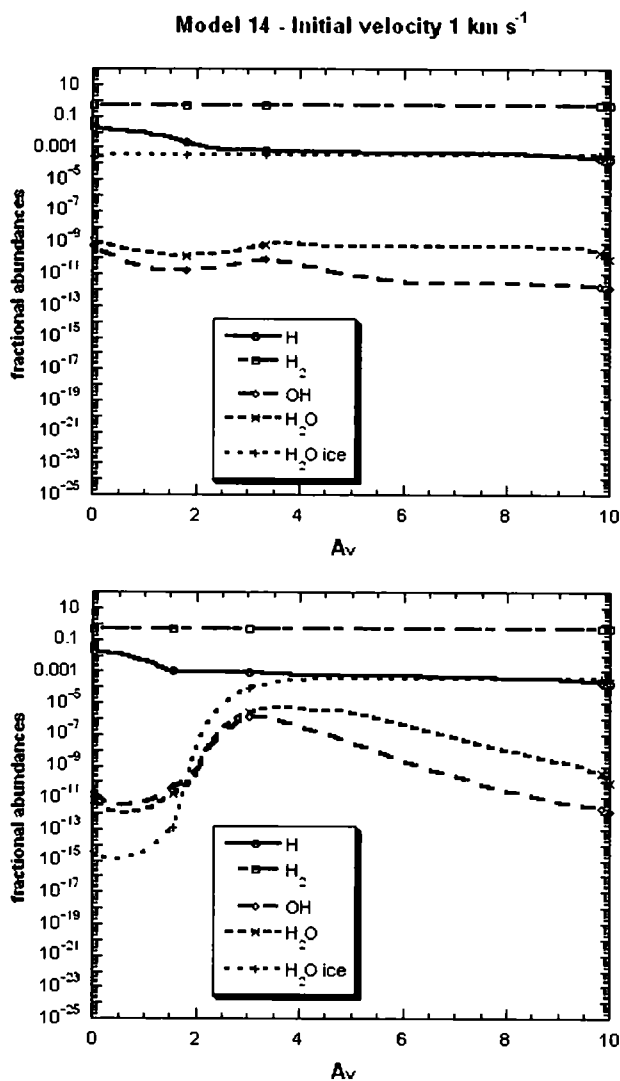 Model 14 - Initial velocity 1 km s⁻¹
fractional abundances
10
0.1
0.001
10⁻⁵
10⁻⁷
10⁻⁹
10⁻¹¹
10⁻¹³
10⁻¹⁵
10⁻¹⁷
10⁻¹⁹
10⁻²¹
10⁻²³
10⁻²⁵
H
H₂
OH
H₂O
H₂O ice
0 2 4 6 8 10
Aᵥ
fractional abundances
10
0.1
0.001
10⁻⁵
10⁻⁷
10⁻⁹
10⁻¹¹
10⁻¹³
10⁻¹⁵
10⁻¹⁷
10⁻¹⁹
10⁻²¹
10⁻²³
10⁻²⁵
H
H₂
OH
H₂O
H₂O ice
0 2 4 6 8 10
Aᵥ